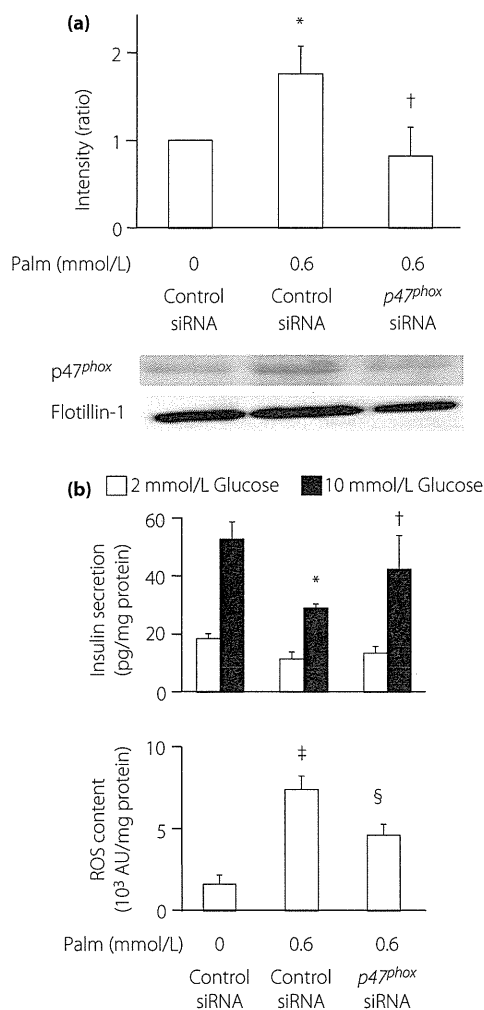 (a)
*
2
†
1
0
Intensity (ratio)
Palm (mmol/L) 0 0.6 0.6
Control Control p47phox
siRNA siRNA siRNA
p47phox
Flotillin-1
(b) 2 mmol/L Glucose 10 mmol/L Glucose
60
†
40
*
20
0
Insulin secretion
(pg/mg protein)
10
‡
§
5
0
ROS content
(10³ AU/mg protein)
Palm (mmol/L) 0 0.6 0.6
Control Control p47phox
siRNA siRNA siRNA